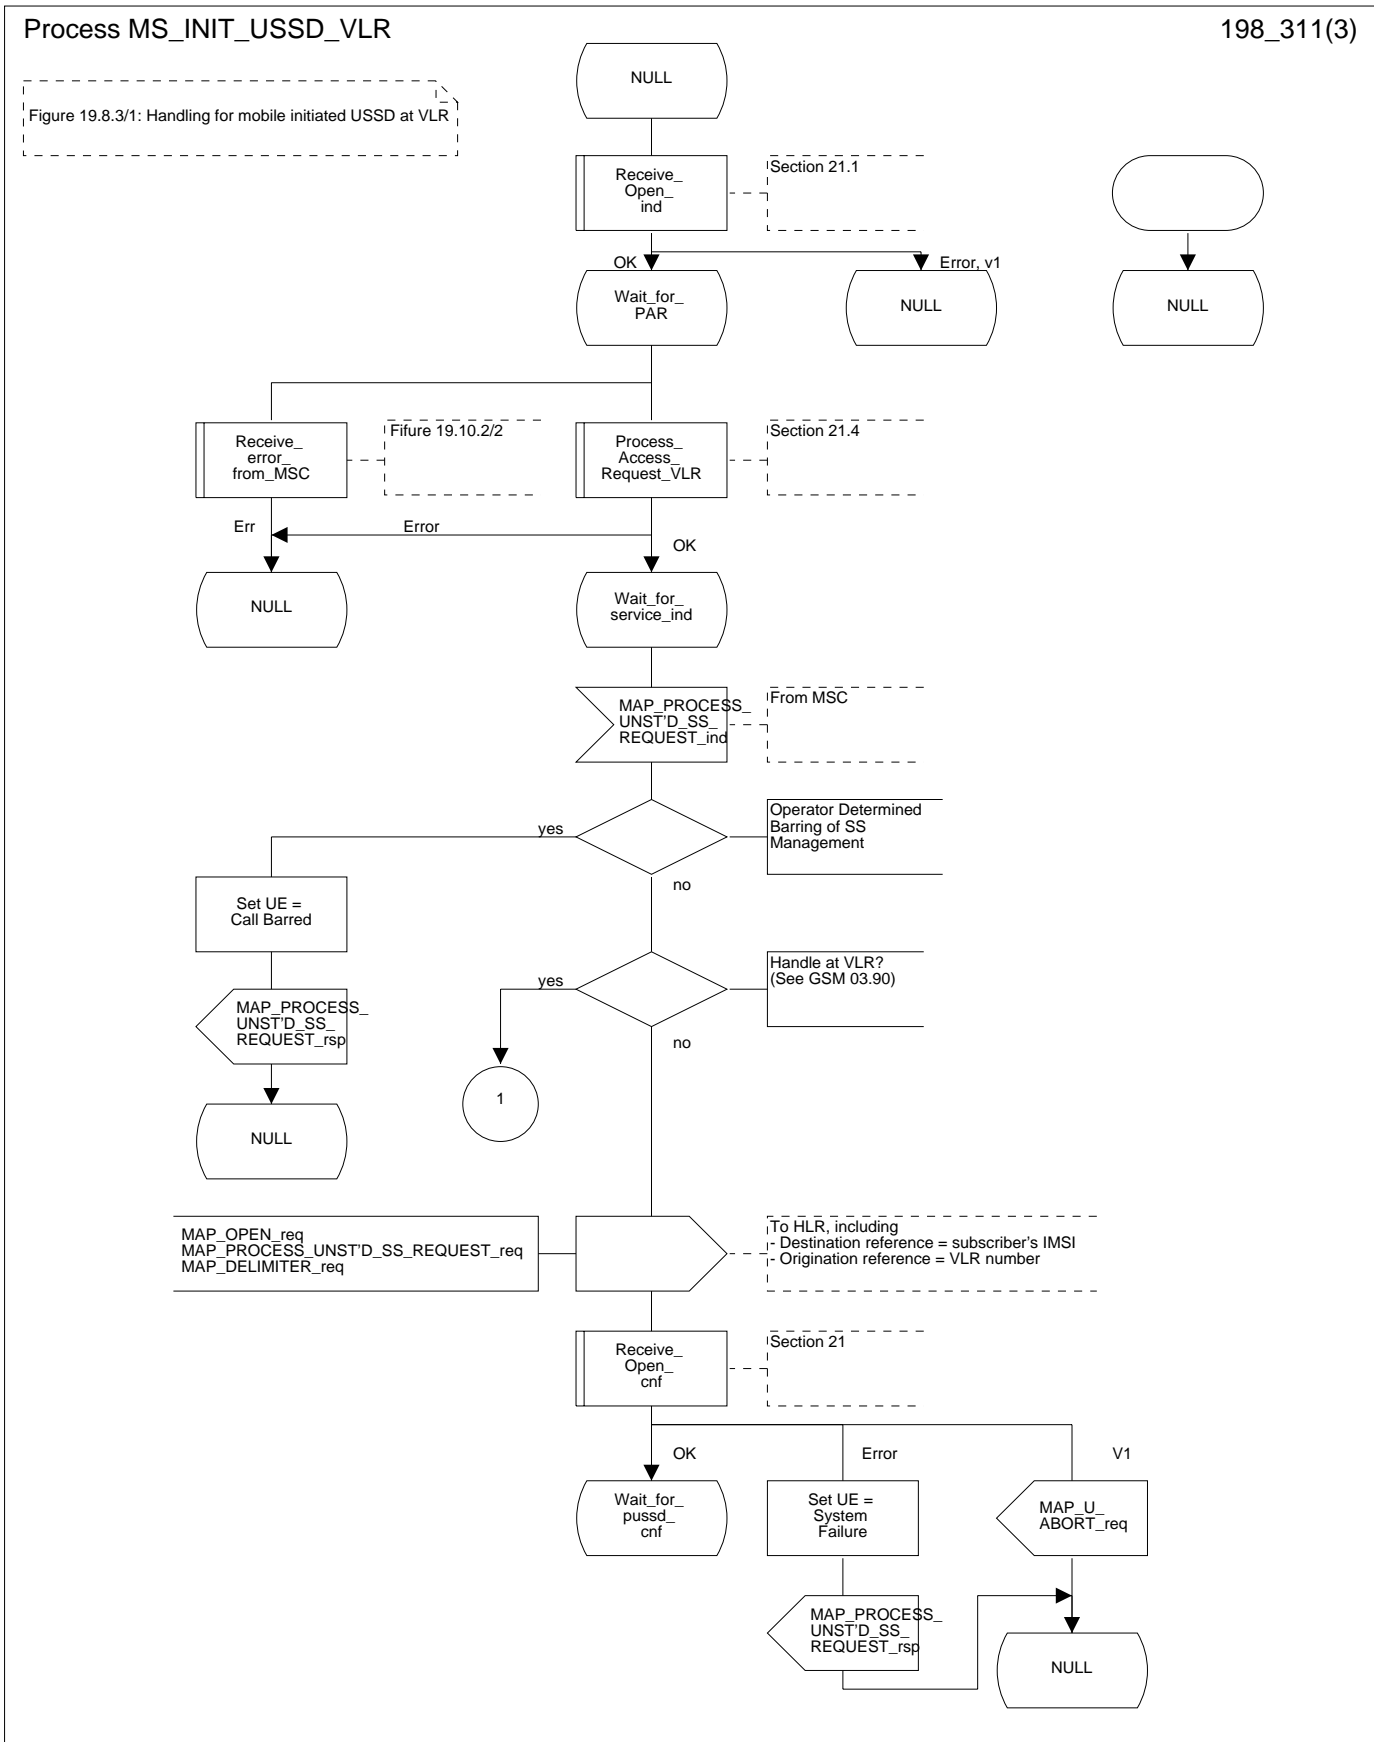 Process MS_INIT_USSD_VLR
198_311(3)
Figure 19.8.3/1: Handling for mobile initiated USSD at VLR
NULL
Receive_
Open_
ind
Section 21.1
OK
Error, v1
Wait_for_
PAR
NULL
NULL
Receive_
error_
from_MSC
Fifure 19.10.2/2
Process_
Access_
Request_VLR
Section 21.4
Err
Error
OK
NULL
Wait_for_
service_ind
MAP_PROCESS_
UNST'D_SS_
REQUEST_ind
From MSC
yes
Operator Determined
Barring of SS
Management
no
Set UE =
Call Barred
yes
Handle at VLR?
(See GSM 03.90)
no
MAP_PROCESS_
UNST'D_SS_
REQUEST_rsp
1
NULL
MAP_OPEN_req
MAP_PROCESS_UNST'D_SS_REQUEST_req
MAP_DELIMITER_req
To HLR, including
- Destination reference = subscriber's IMSI
- Origination reference = VLR number
Receive_
Open_
cnf
Section 21
OK
Error
V1
Wait_for_
pussd_
cnf
Set UE =
System
Failure
MAP_U_
ABORT_req
MAP_PROCESS_
UNST'D_SS_
REQUEST_rsp
NULL